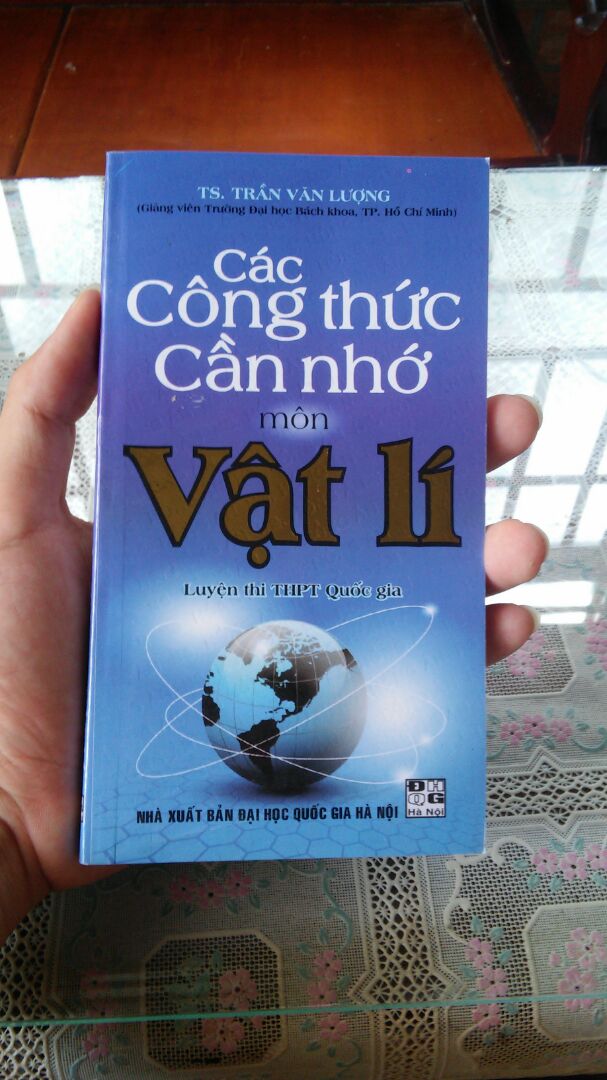 TS. TRẦN VĂN LƯỢNG
(Giảng viên Trường Đại học Bách khoa, TP. Hồ Chí Minh)
Các
Công thức
Cần nhớ
môn
Vật lí
Luyện thi THPT Quốc gia
NHÀ XUẤT BẢN ĐẠI HỌC QUỐC GIA HÀ NỘI
ĐH
QG
Hà Nội